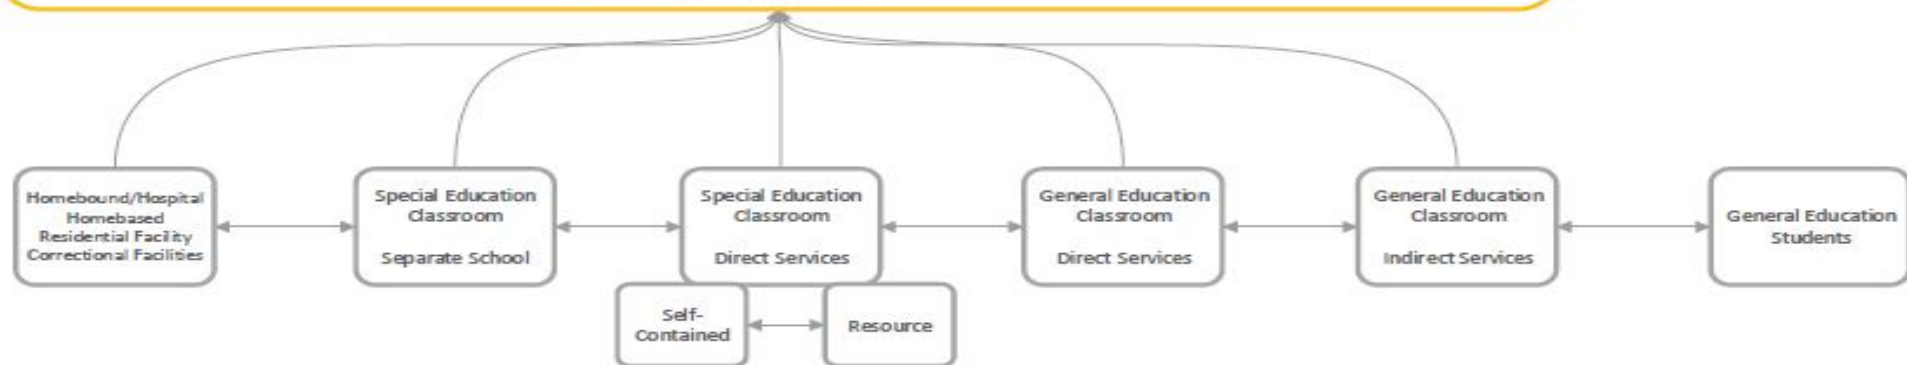 Homebound/Hospital
Homebased
Residential Facility
Correctional Facilities
Special Education
Classroom
Separate School
Special Education
Classroom
Direct Services
General Education
Classroom
Direct Services
General Education
Classroom
Indirect Services
General Education
Students
Self-
Contained
Resource